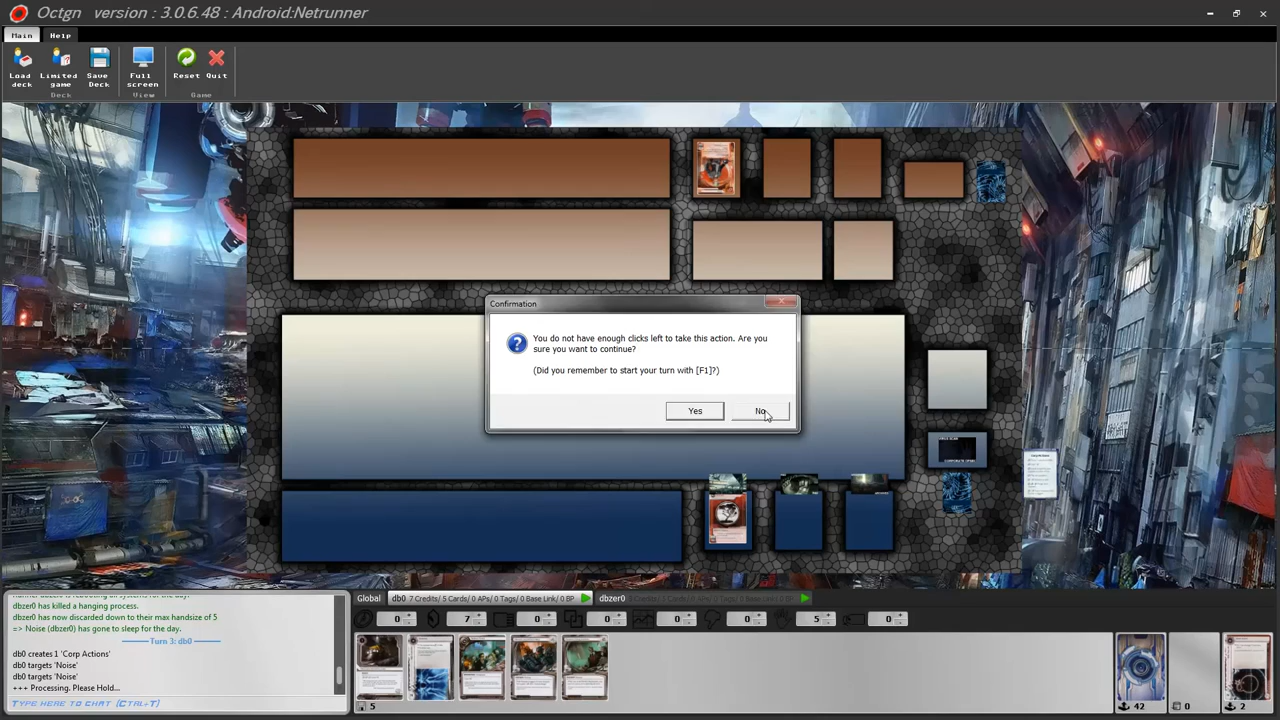 Octgn version : 3.0.6.48 : Android:Netrunner
Main Help
Load deck
Limited game
Save Deck
Full screen
Reset
Quit
Deck
View
Game
Confirmation
You do not have enough clicks left to take this action. Are you
sure you want to continue?
(Did you remember to start your turn with [F1]?)
Yes
No
dbzer0 has killed a hanging process.
dbzer0 has now discarded down to their max handsize of 5
=> Noise (dbzer0) has gone to sleep for the day.
Turn 3: db0
db0 creates 1 'Corp Actions'
db0 targets 'Noise'
db0 targets 'Noise'
+++ Processing. Please Hold...
Type here to chat (Ctrl+T)
Global
db0 7 Credits/ 5 Cards/ 0 APs/ 0 Tags/ 0 Base Link/ 0 BP
dbzer0
0 7 0 0 0 0 5 0
5
42
0
2